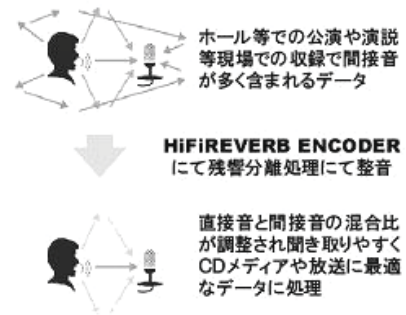 ホール等での公演や演説
等現場での収録で間接音
が多く含まれるデータ
HiFiREVERB ENCODER
にて残響分離処理にて整音
直接音と間接音の混合比
が調整され聞き取りやすく
CDメディアや放送に最適
なデータに処理